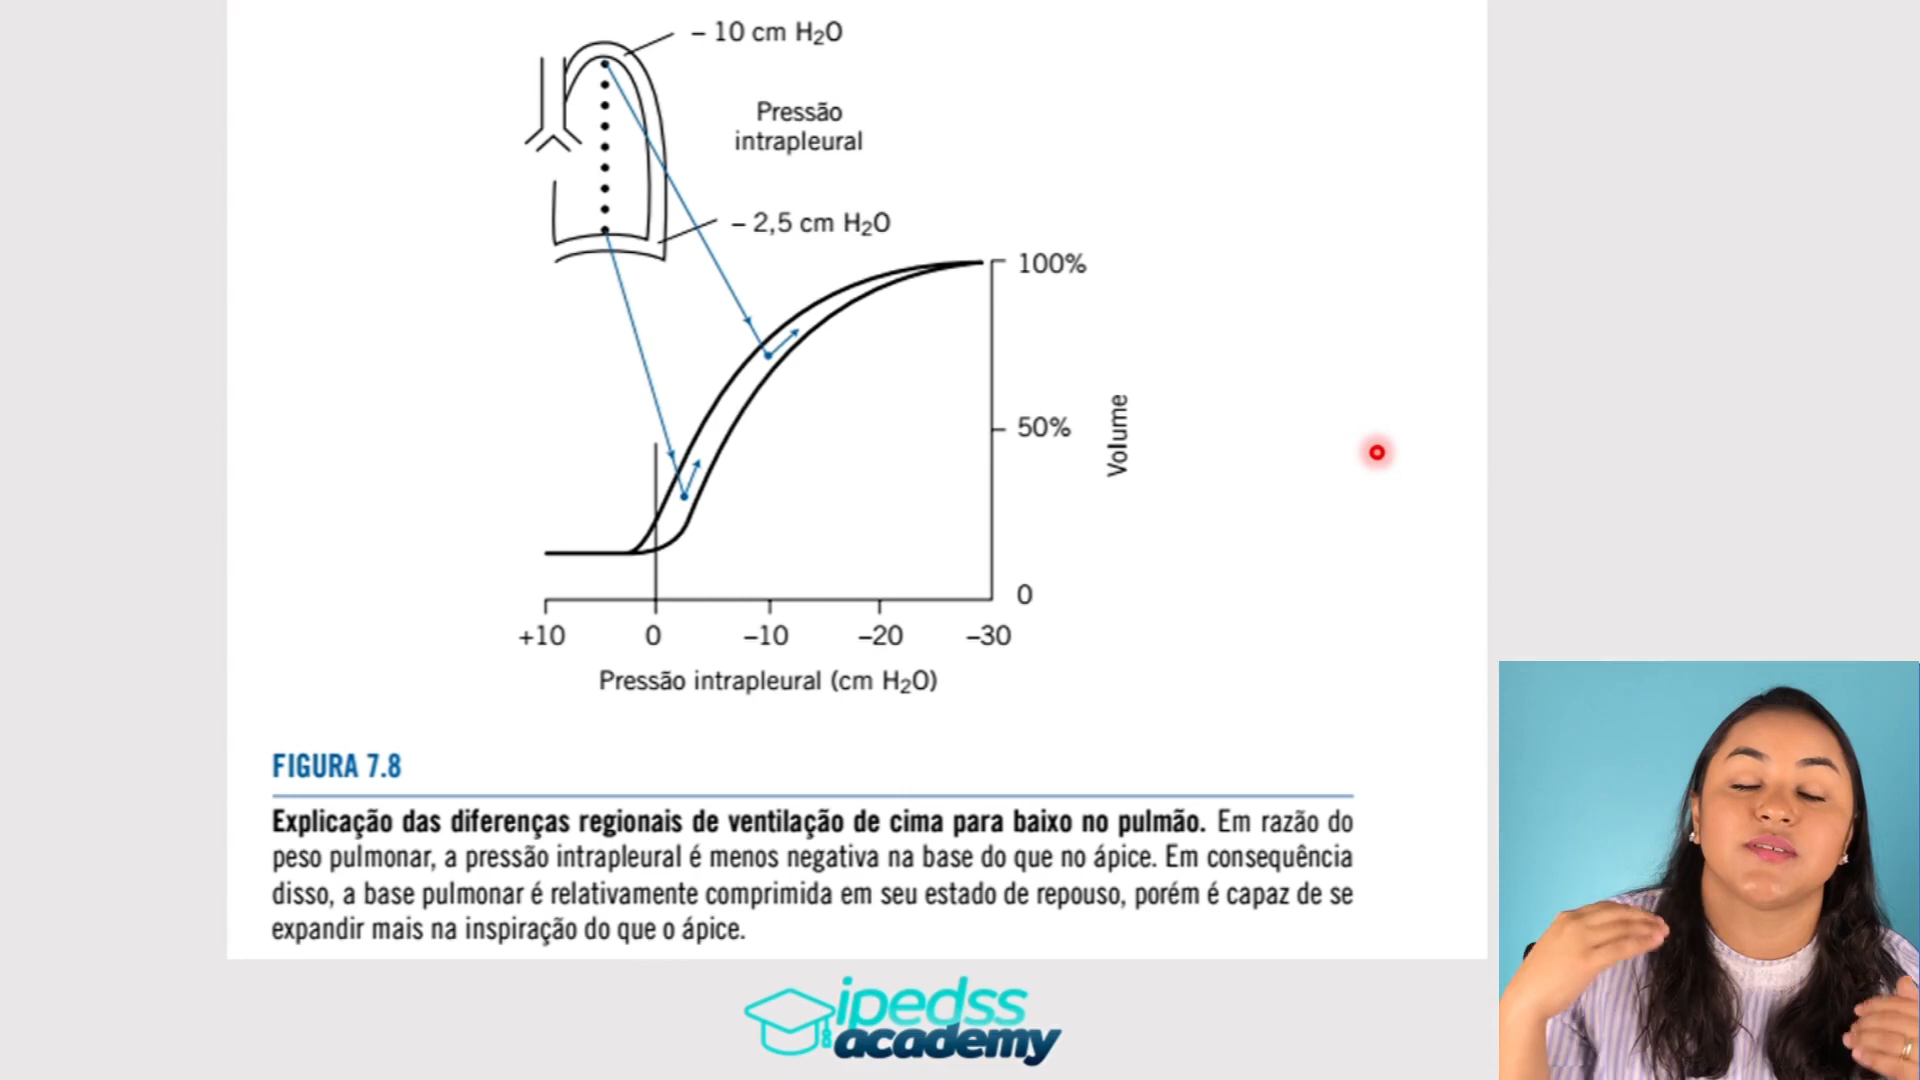 – 10 cm H₂O
Pressão
intrapleural
– 2,5 cm H₂O
100%
50%
Volume
0
+10 0 –10 –20 –30
Pressão intrapleural (cm H₂O)
FIGURA 7.8
Explicação das diferenças regionais de ventilação de cima para baixo no pulmão. Em razão do
peso pulmonar, a pressão intrapleural é menos negativa na base do que no ápice. Em consequência
disso, a base pulmonar é relativamente comprimida em seu estado de repouso, porém é capaz de se
expandir mais na inspiração do que o ápice.
ipedss
academy